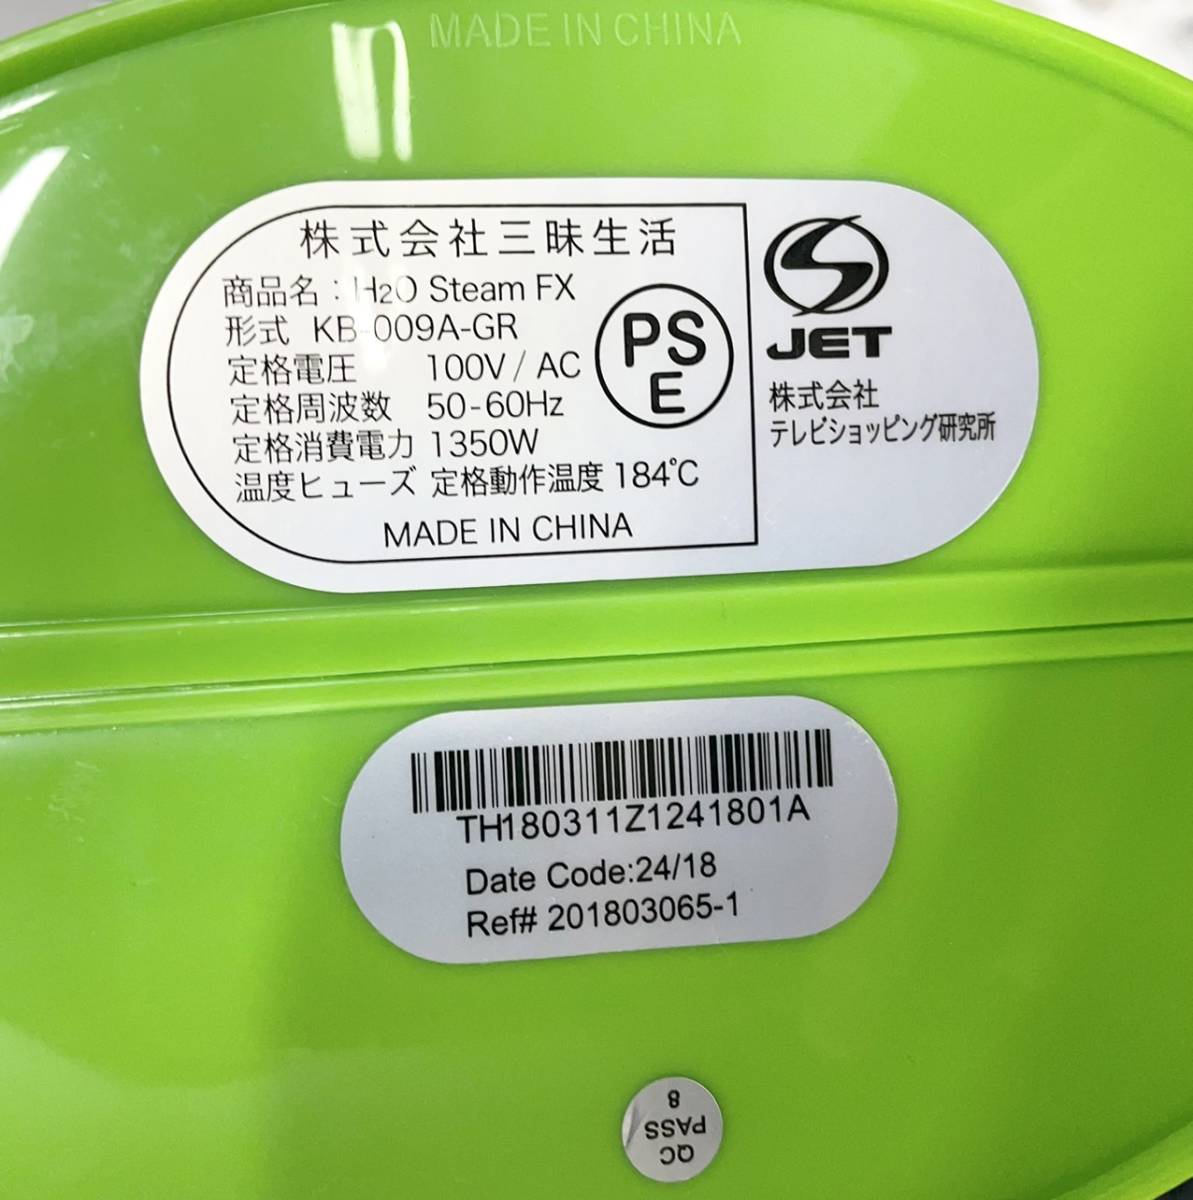 MADE IN CHINA
株式会社三昧生活
商品名：H2O Steam FX
形式 KB-009A-GR
定格電圧 100V / AC
定格周波数 50-60Hz
定格消費電力 1350W
温度ヒューズ 定格動作温度 184℃
MADE IN CHINA
PS
E
JET
株式会社
テレビショッピング研究所
TH180311Z1241801A
Date Code:24/18
Ref# 201803065-1
QC
PASS
8